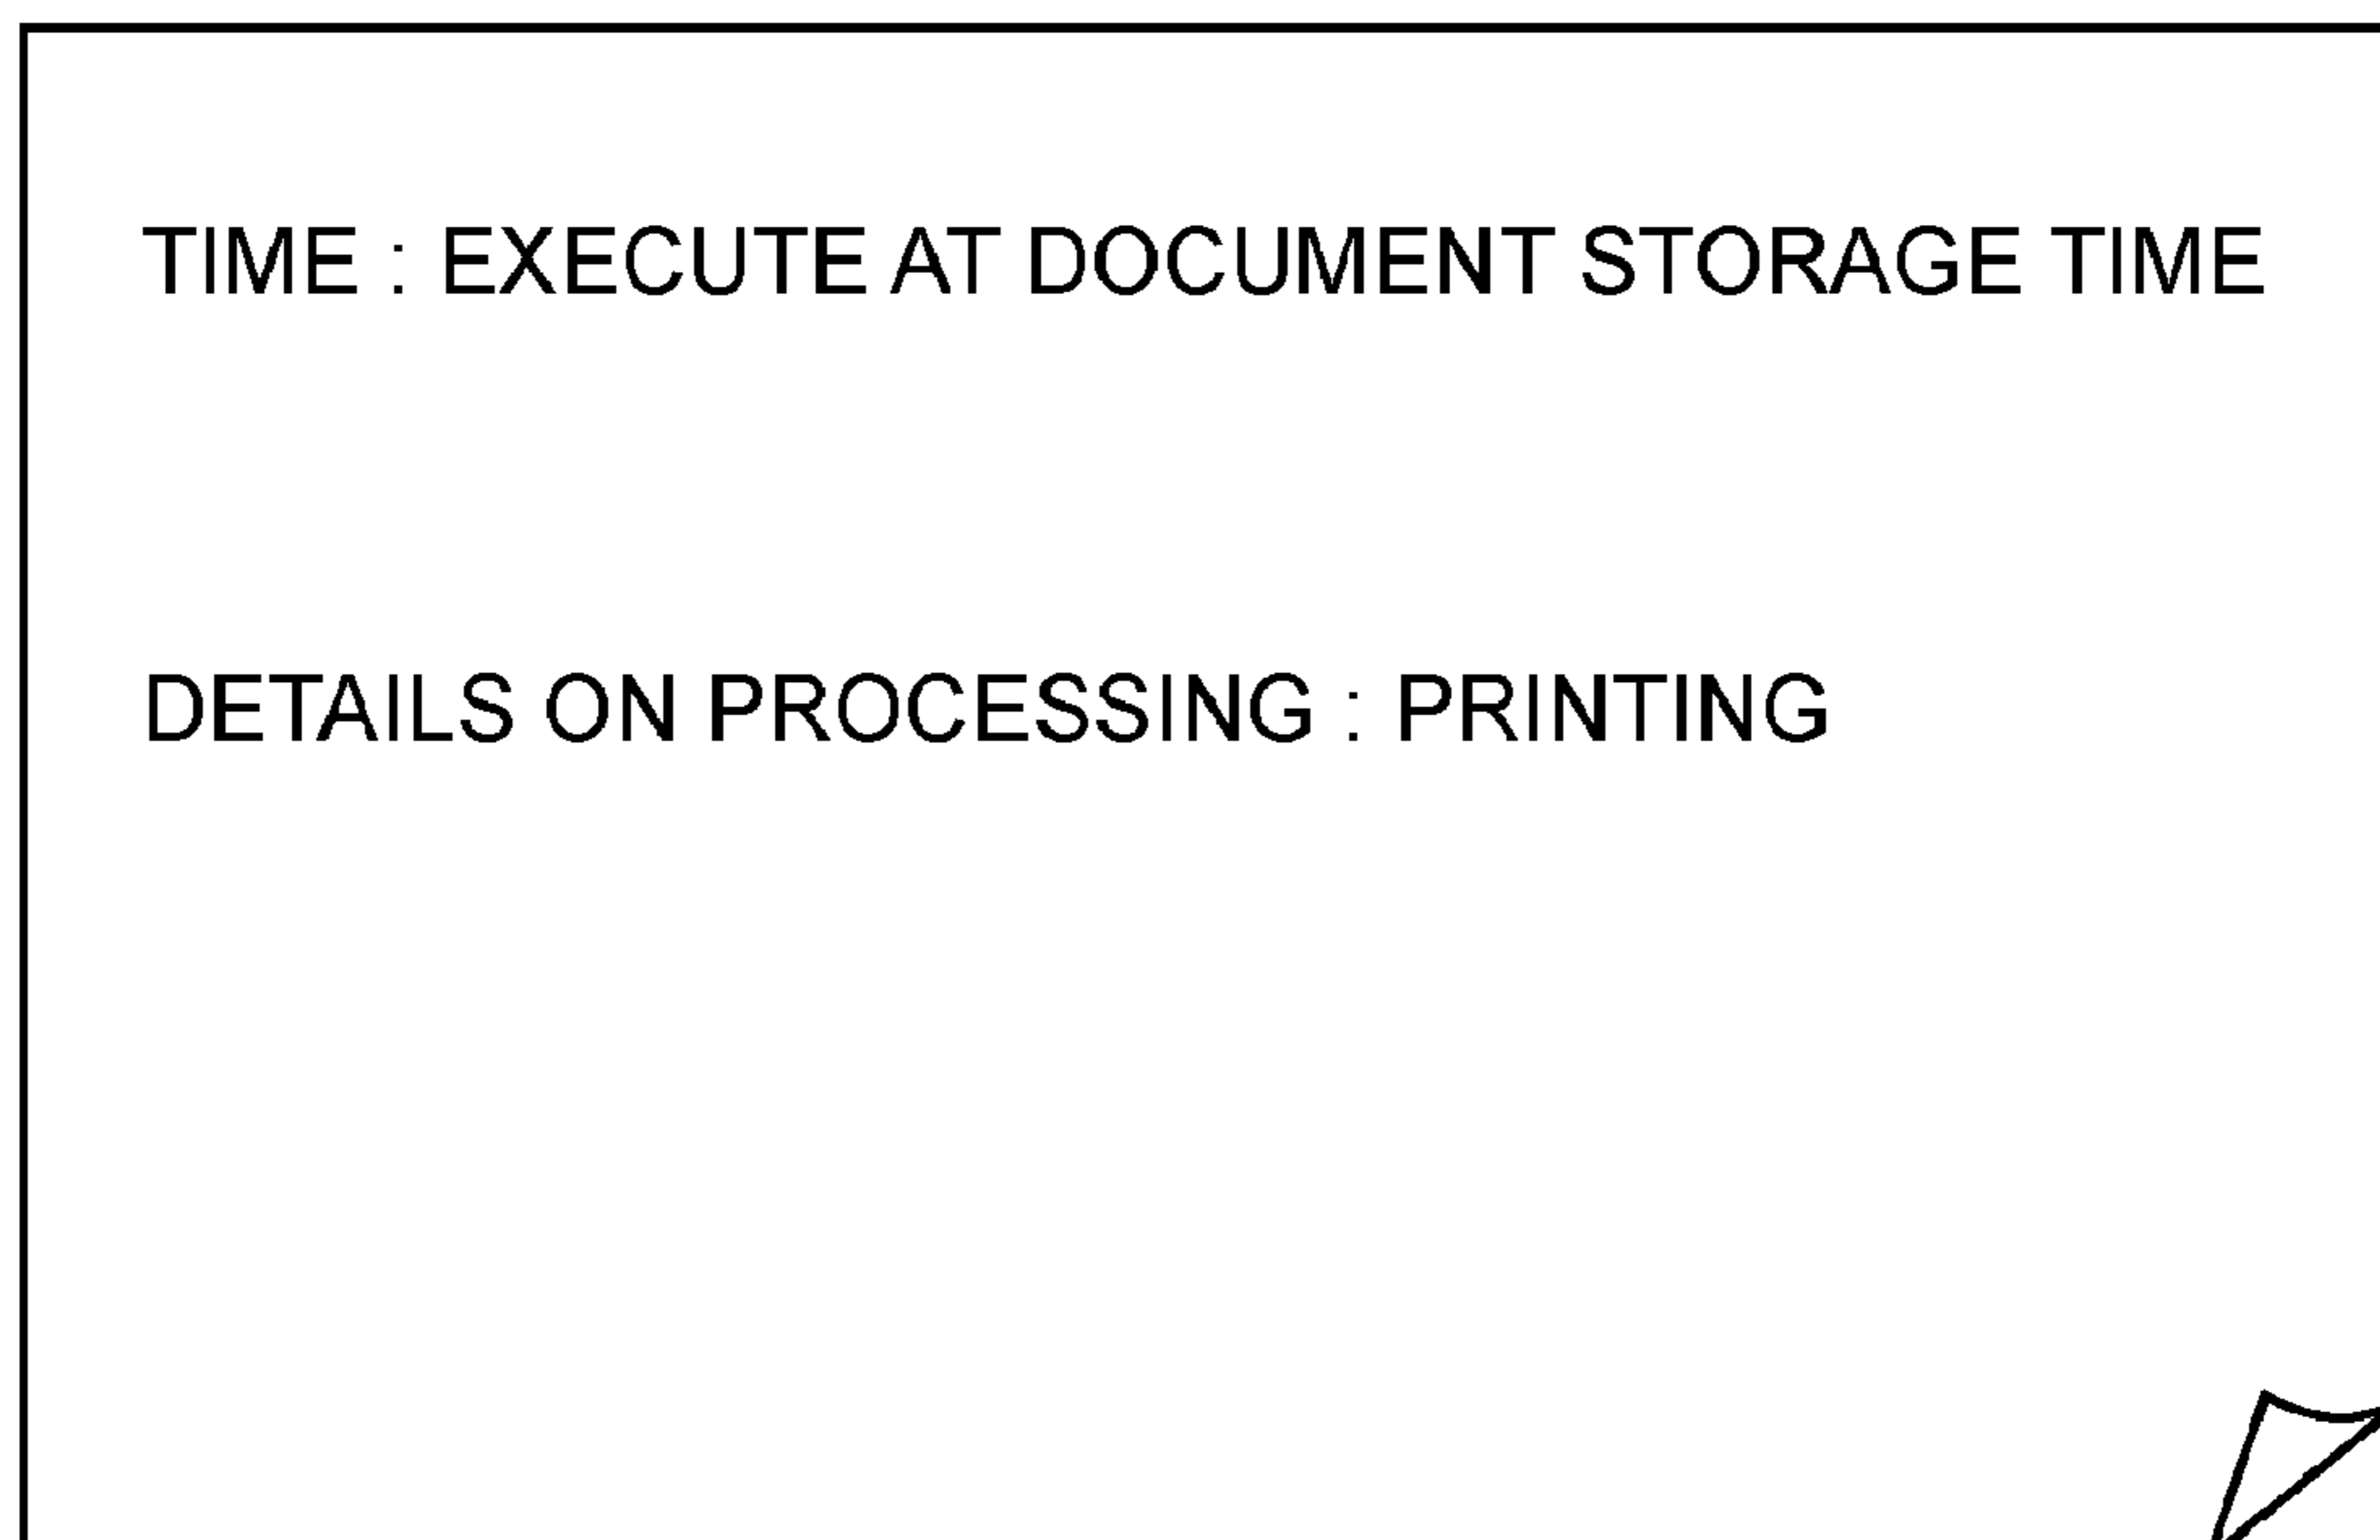 TIME : EXECUTE AT DOCUMENT STORAGE TIME
DETAILS ON PROCESSING : PRINTING